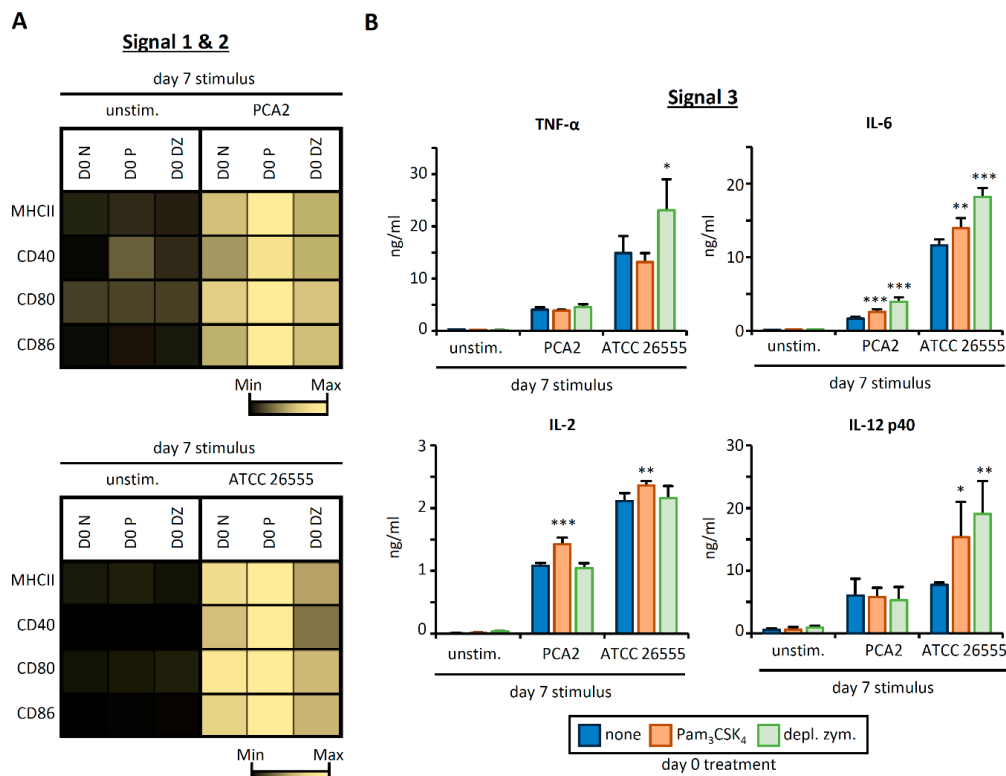 A
Signal 1 & 2
day 7 stimulus
unstim. PCA2
D0 N D0 P D0 DZ D0 N D0 P D0 DZ
MHCII
CD40
CD80
CD86
Min Max
day 7 stimulus
unstim. ATCC 26555
D0 N D0 P D0 DZ D0 N D0 P D0 DZ
MHCII
CD40
CD80
CD86
Min Max
B
Signal 3
TNF-α
ng/ml
30
20
10
0
*
unstim. PCA2 ATCC 26555
day 7 stimulus
IL-6
ng/ml
20
10
0
*** *** ** ***
unstim. PCA2 ATCC 26555
day 7 stimulus
IL-2
ng/ml
3
2
1
0
*** **
unstim. PCA2 ATCC 26555
day 7 stimulus
IL-12 p40
ng/ml
30
20
10
0
* **
unstim. PCA2 ATCC 26555
day 7 stimulus
none Pam₃CSK₄ depl. zym.
day 0 treatment